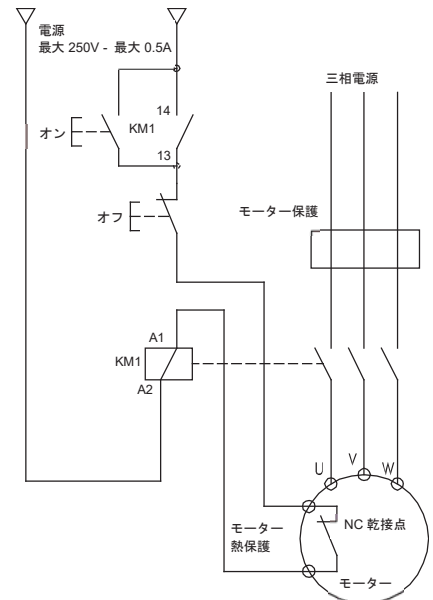 電源
最大 250V - 最大 0.5A
三相電源
14
オン
KM1
13
オフ
モーター保護
A1
KM1
A2
U
V
W
モーター
熱保護
NC 乾接点
モーター